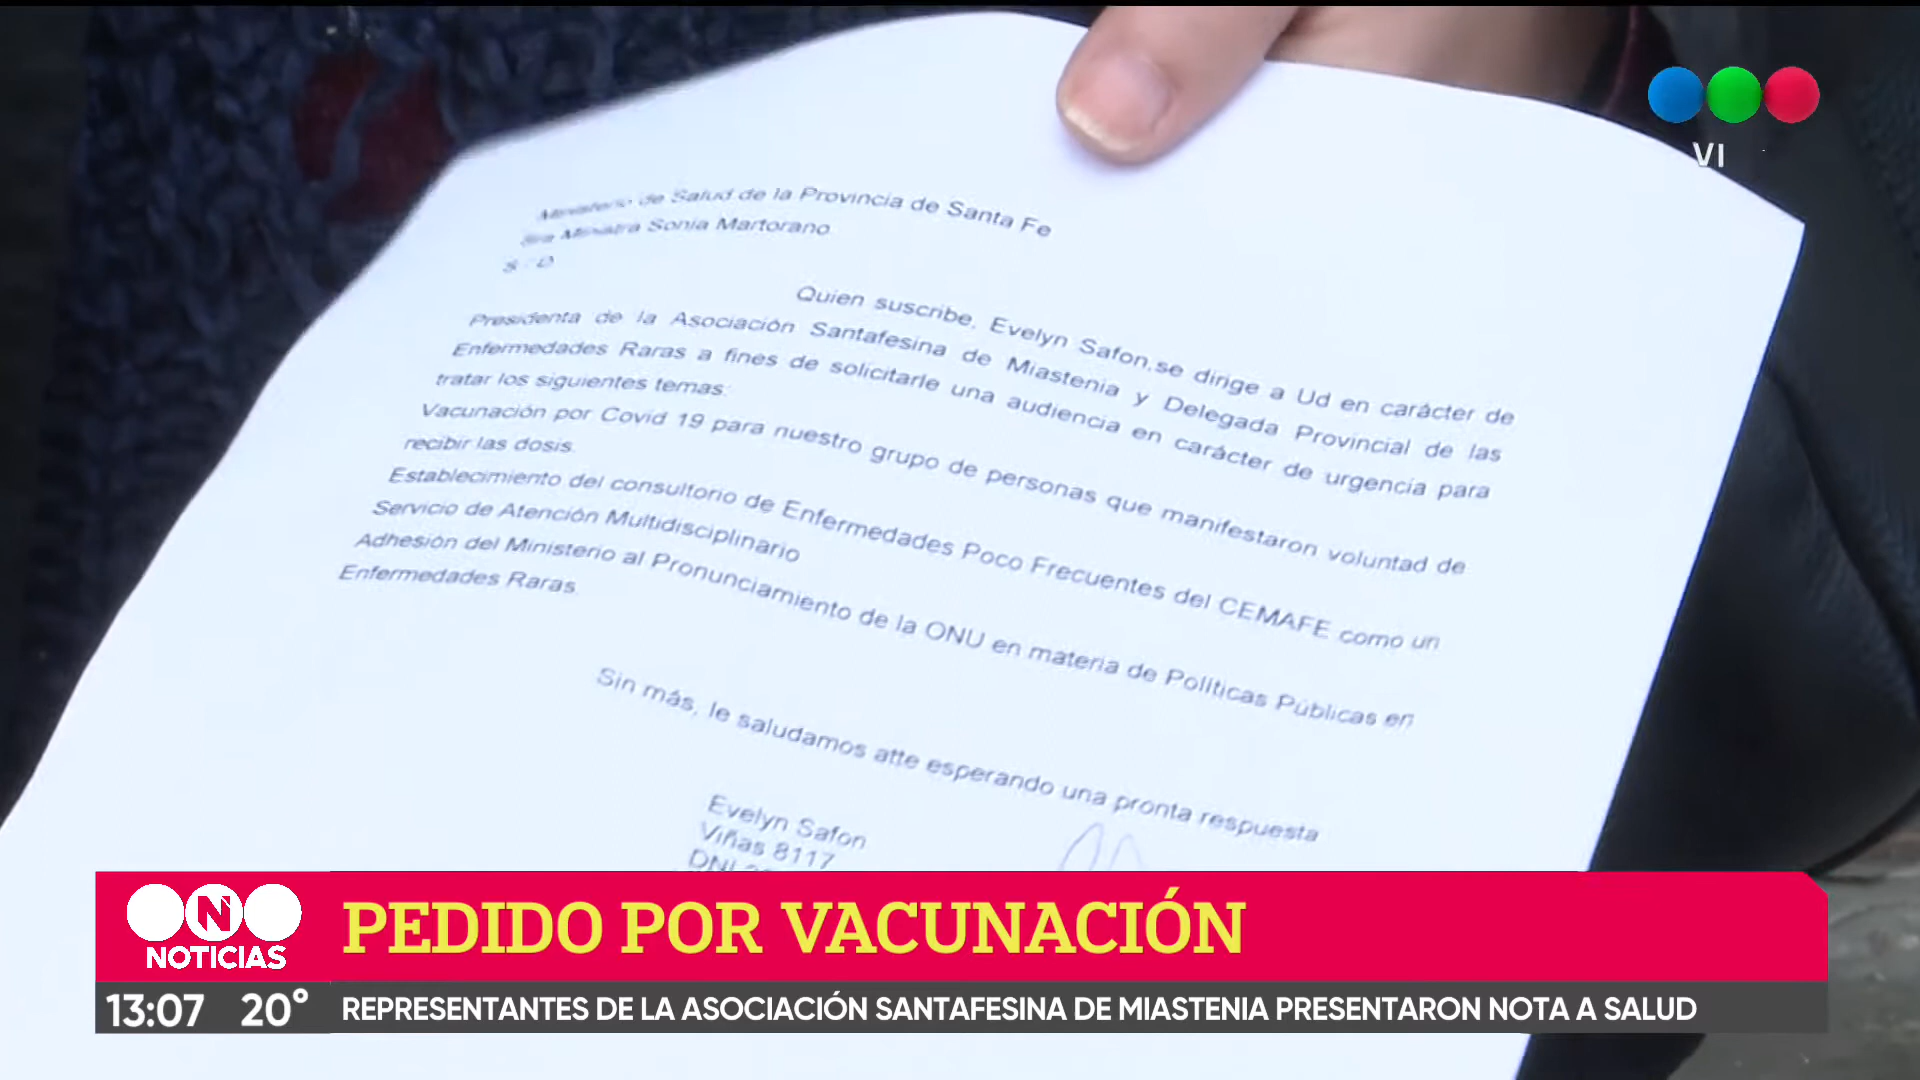 VI
Ministerio de Salud de la Provincia de Santa Fe
Sra Ministra Sonia Martorano
S D
Quien suscribe, Evelyn Safon,se dirige a Ud en carácter de
Presidenta de la Asociación Santafesina de Miastenia y Delegada Provincial de las
Enfermedades Raras a fines de solicitarle una audiencia en carácter de urgencia para
tratar los siguientes temas:
Vacunación por Covid 19 para nuestro grupo de personas que manifestaron voluntad de
recibir las dosis.
Establecimiento del consultorio de Enfermedades Poco Frecuentes del CEMAFE como un
Servicio de Atención Multidisciplinario
Adhesión del Ministerio al Pronunciamiento de la ONU en materia de Políticas Públicas en
Enfermedades Raras.
Sin más, le saludamos atte esperando una pronta respuesta
Evelyn Safon
Viñas 8117
DNI
N
NOTICIAS
PEDIDO POR VACUNACIÓN
13:07 20° REPRESENTANTES DE LA ASOCIACIÓN SANTAFESINA DE MIASTENIA PRESENTARON NOTA A SALUD